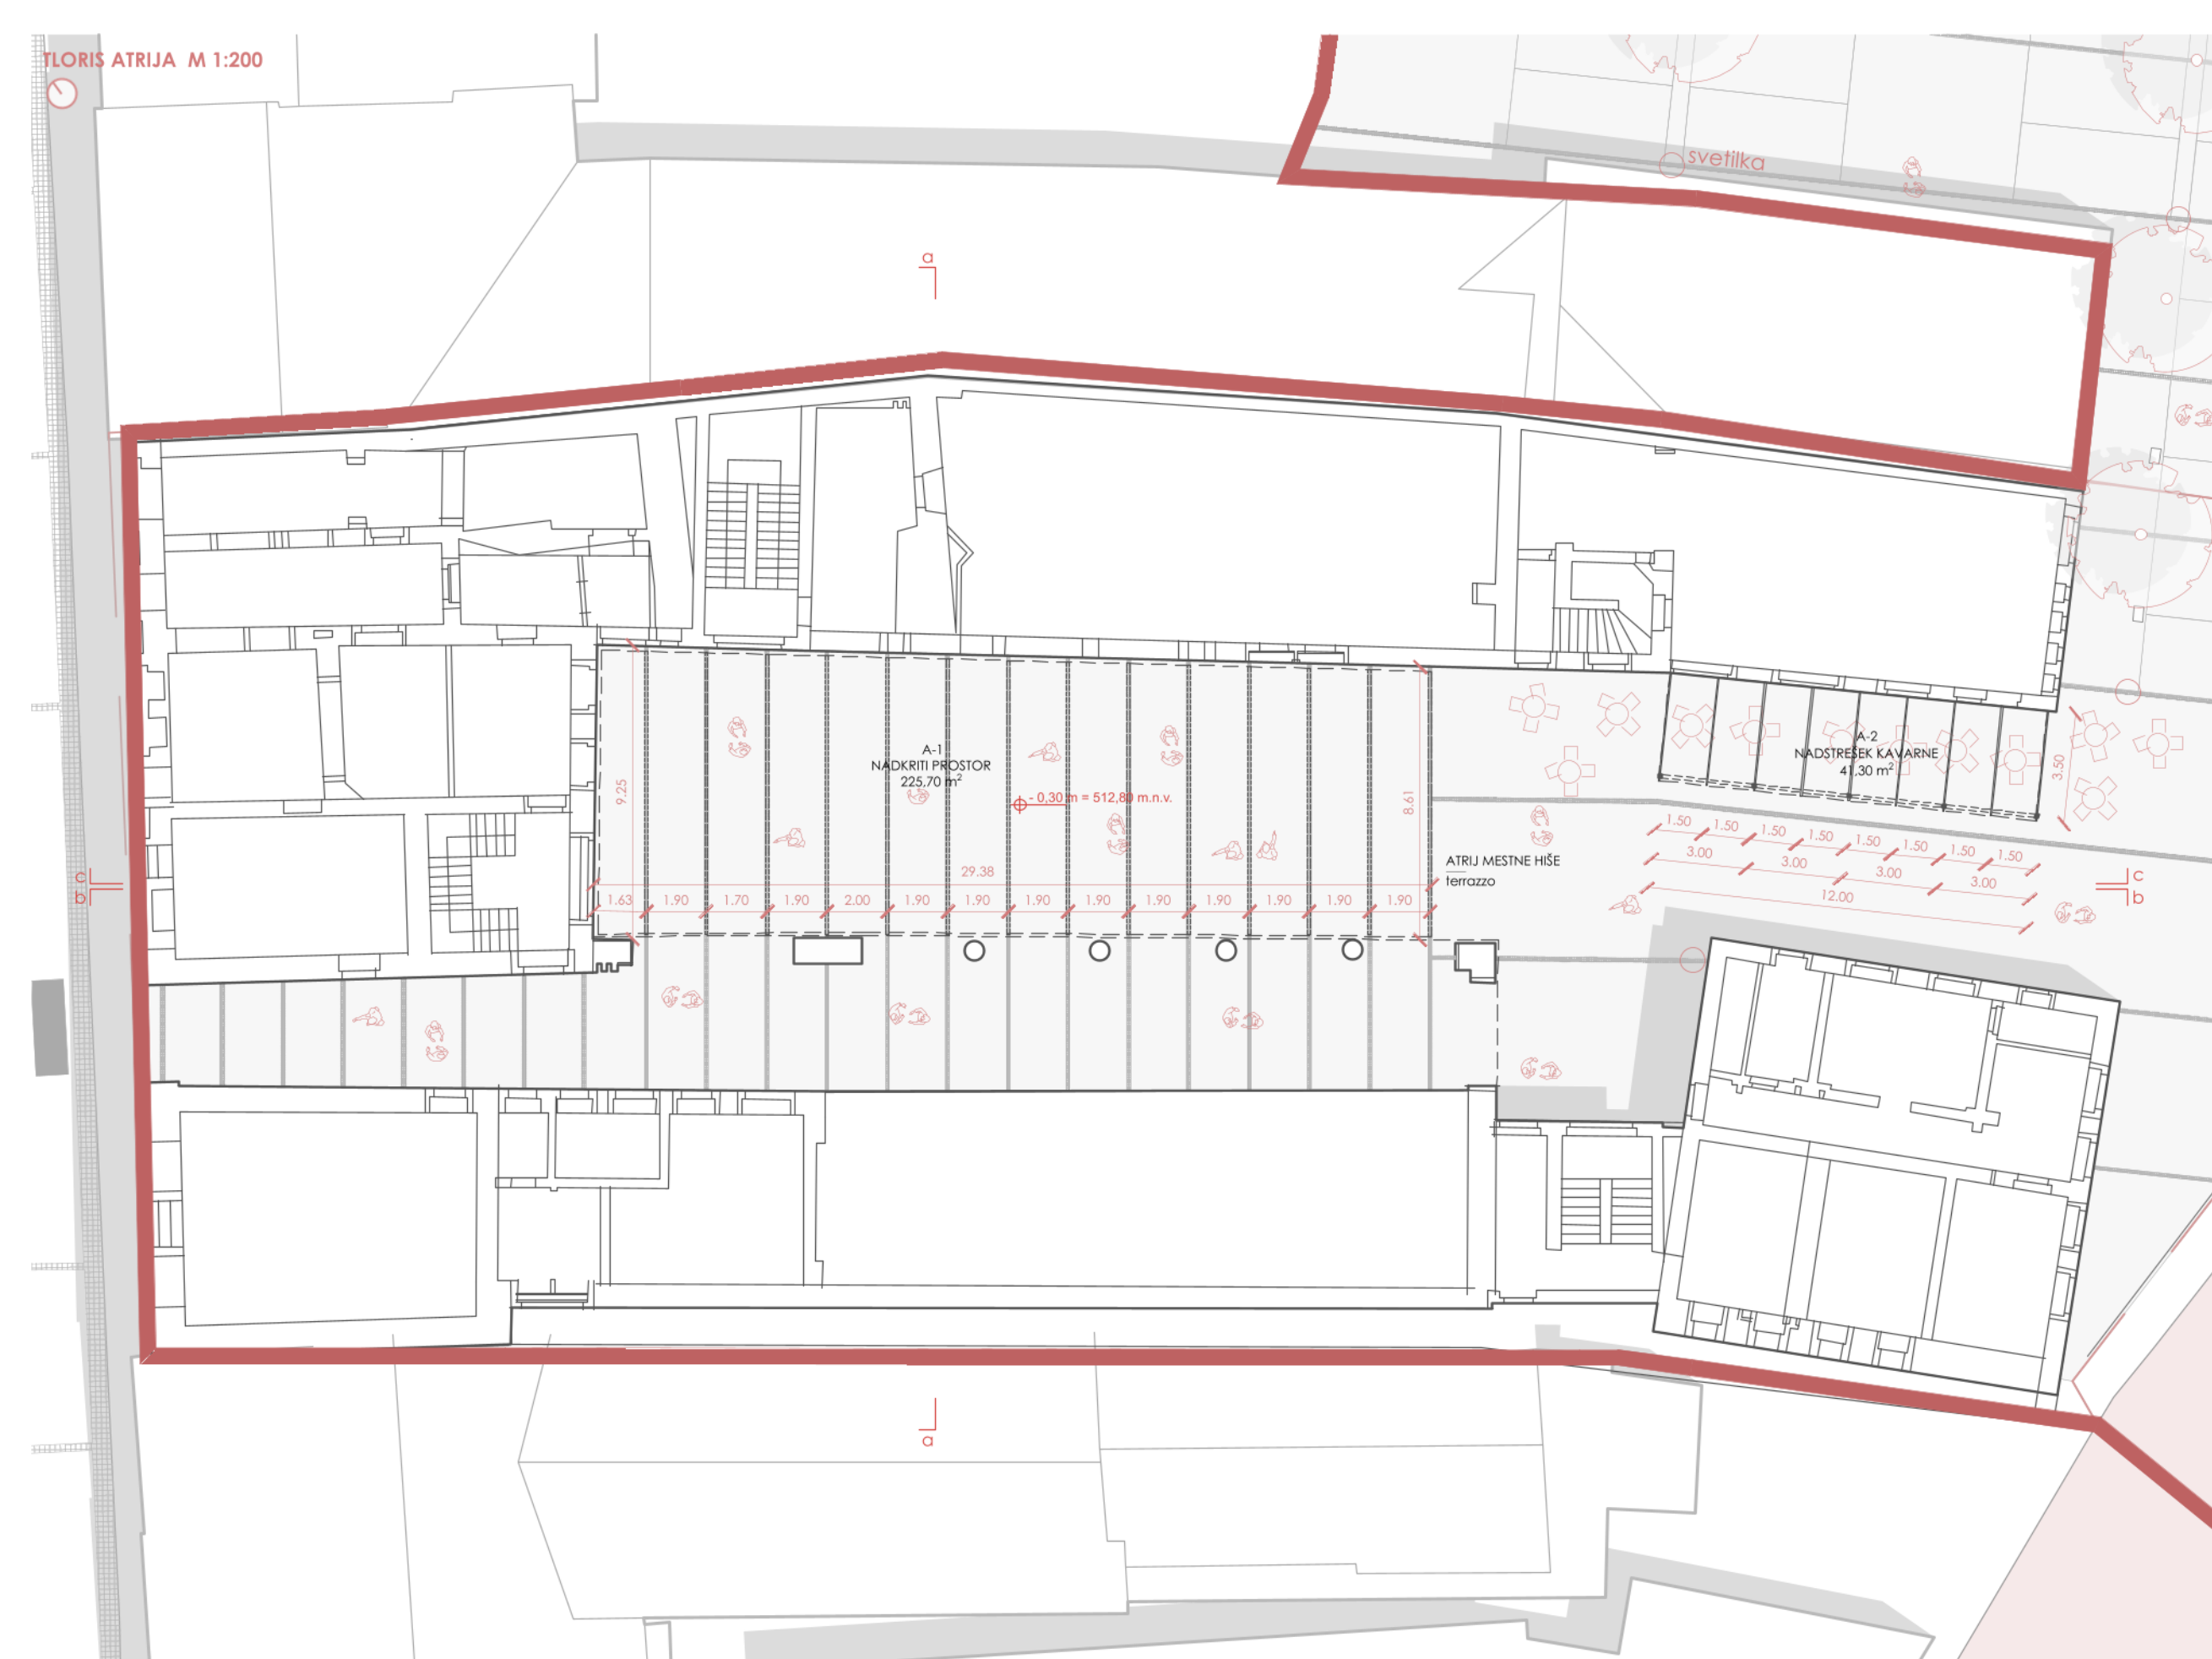 TLORIS ATRIJA M 1:200
svetilka
a
A-1
NADKRITI PROSTOR
225,70 m²
- 0,30 m = 512,80 m.n.v.
9.25
8.61
29.38
1.63 1.90 1.70 1.90 2.00 1.90 1.90 1.90 1.90 1.90 1.90 1.90 1.90 1.90
A-2
NADSTREŠEK KAVARNE
41,30 m²
3.50
1.50 1.50 1.50 1.50 1.50 1.50 1.50 1.50
3.00 3.00 3.00 3.00
12.00
ATRIJ MESTNE HIŠE
terrazzo
c
b
c
b
a